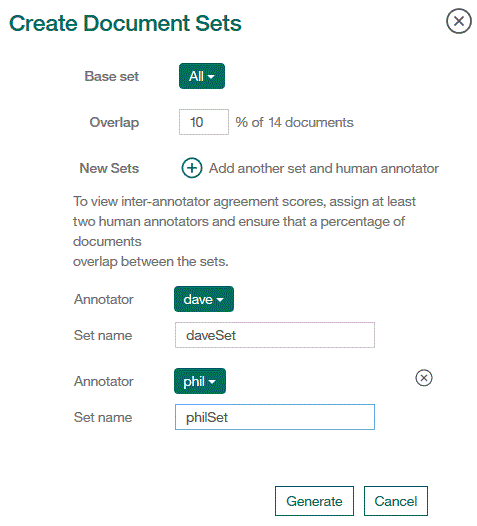 Create Document Sets
Base set All
Overlap 10 % of 14 documents
New Sets Add another set and human annotator
To view inter-annotator agreement scores, assign at least
two human annotators and ensure that a percentage of
documents
overlap between the sets.
Annotator dave
Set name daveSet
Annotator phil
Set name philSet
Generate Cancel